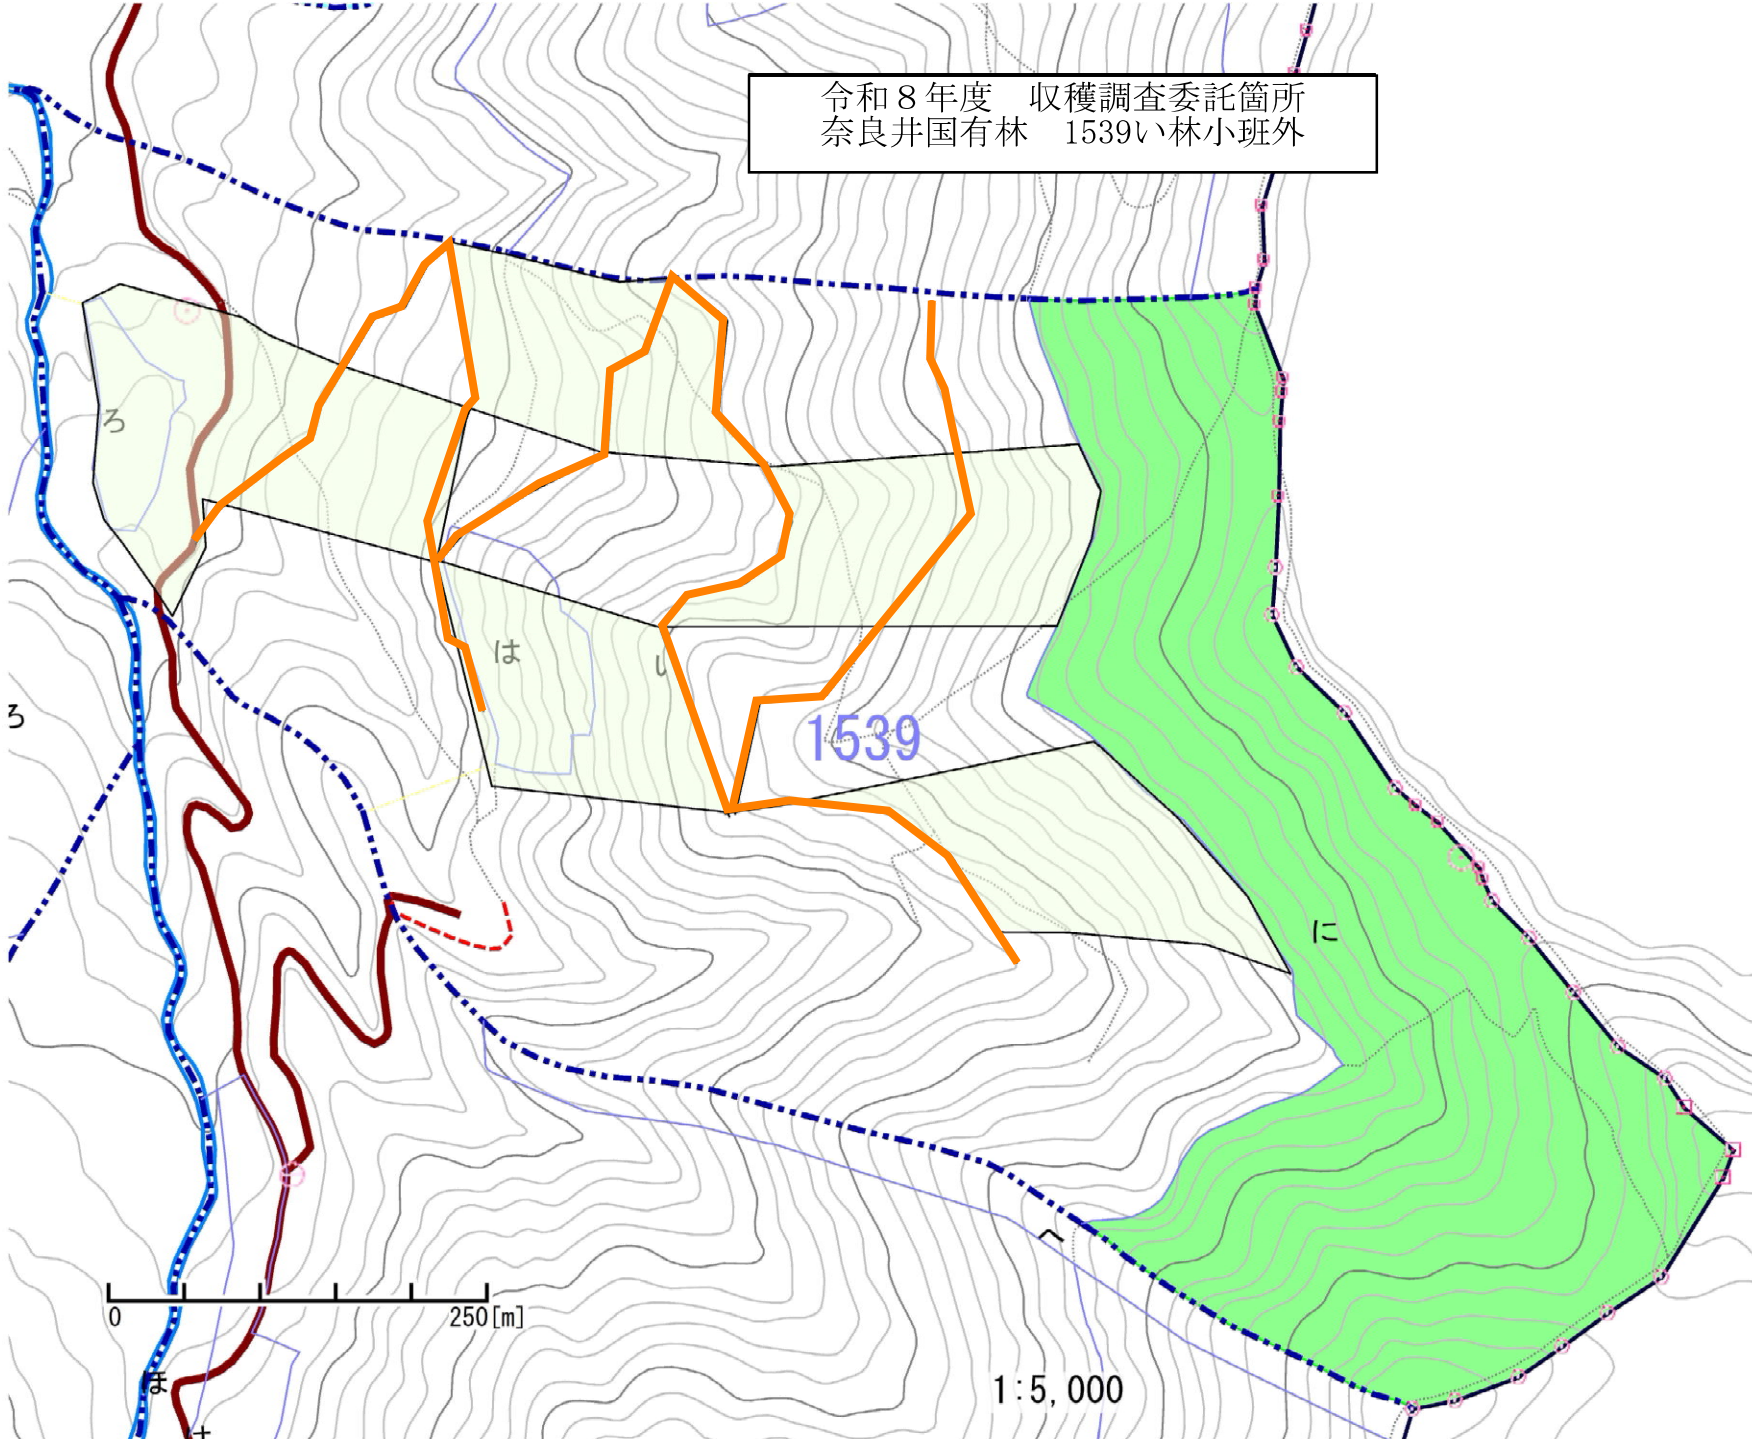 令和８年度　収穫調査委託箇所
奈良井国有林　1539い林小班外
ろ
は
い
ろ
1539
に
へ
0
250[m]
1:5,000
ほ